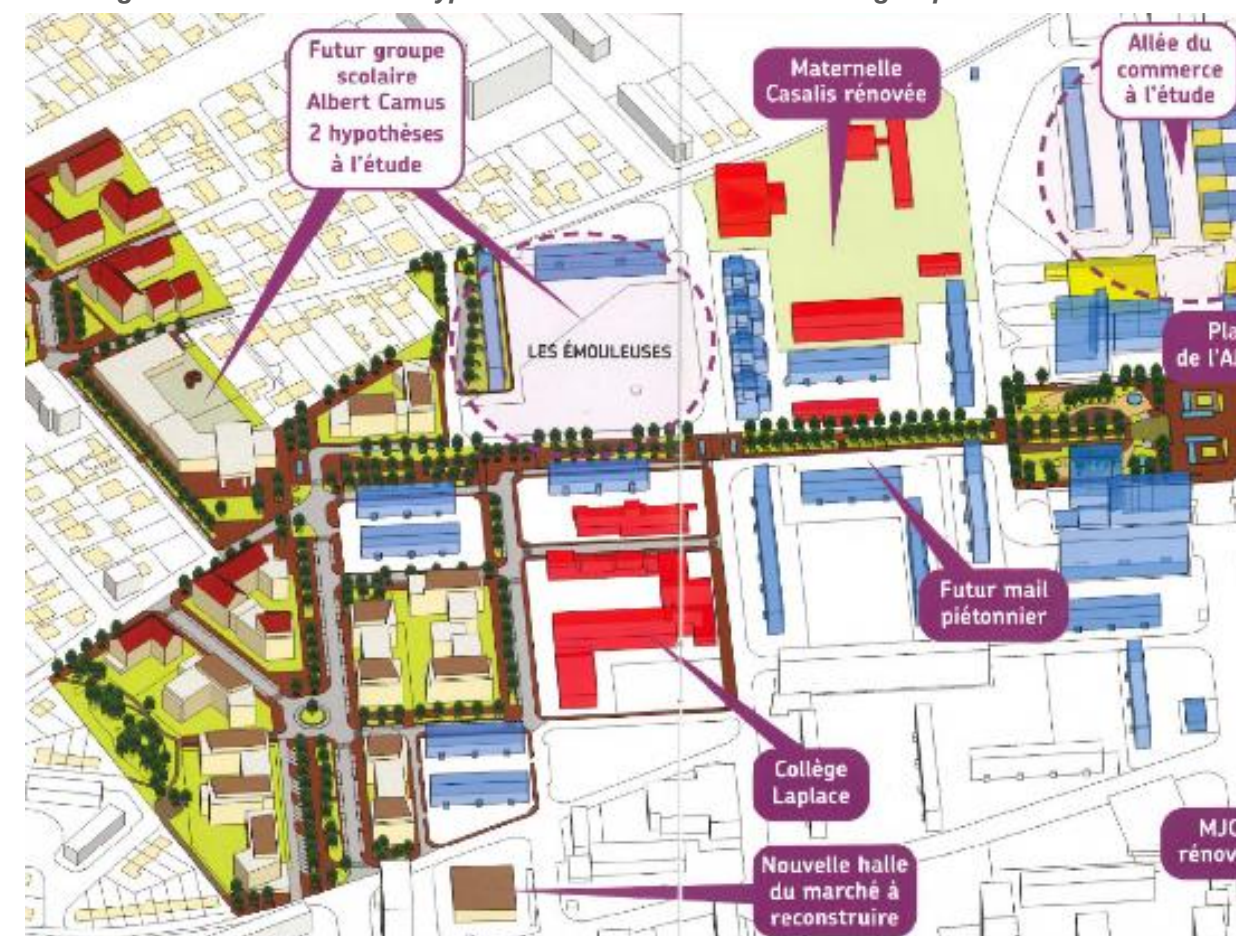 Futur groupe
scolaire
Albert Camus
2 hypothèses
à l'étude
Maternelle
Casalis rénovée
Allée du
commerce
à l'étude
LES ÉMOULEUSES
Futur mail
piétonnier
Collège
Laplace
Nouvelle halle
du marché à
reconstruire